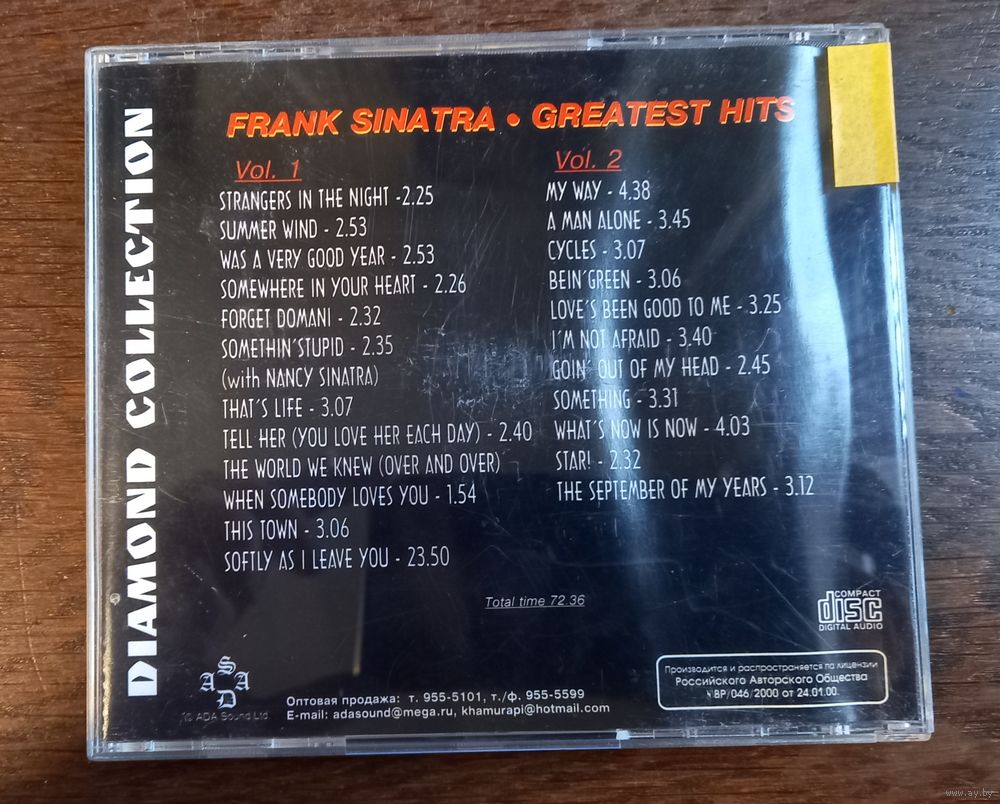 DIAMOND COLLECTION
FRANK SINATRA • GREATEST HITS
Vol. 1
STRANGERS IN THE NIGHT -2.25
SUMMER WIND - 2.53
WAS A VERY GOOD YEAR - 2.53
SOMEWHERE IN YOUR HEART - 2.26
FORGET DOMANI - 2.32
SOMETHIN'STUPID - 2.35
(with NANCY SINATRA)
THAT'S LIFE - 3.07
TELL HER (YOU LOVE HER EACH DAY) - 2.40
THE WORLD WE KNEW (OVER AND OVER)
WHEN SOMEBODY LOVES YOU - 1.54
THIS TOWN - 3.06
SOFTLY AS I LEAVE YOU - 23.50
Vol. 2
MY WAY - 4.38
A MAN ALONE - 3.45
CYCLES - 3.07
BEIN'GREEN - 3.06
LOVE'S BEEN GOOD TO ME - 3.25
I'M NOT AFRAID - 3.40
GOIN' OUT OF MY HEAD - 2.45
SOMETHING - 3.31
WHAT'S NOW IS NOW - 4.03
STAR! - 2.32
THE SEPTEMBER OF MY YEARS - 3.12
Total time 72.36
COMPACT
disc
DIGITAL AUDIO
S
A A
D
© ADA Sound Ltd.
Оптовая продажа: т. 955-5101, т./ф. 955-5599
E-mail: adasound@mega.ru, khamurapi@hotmail.com
Производится и распространяется по лицензии
Российского Авторского Общества
ВР/046/2000 от 24.01.00.
www.ay.by